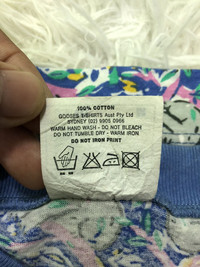 100% COTTON
GOOSES T/SHIRTS Aust Pty Ltd
SYDNEY (02) 9905 0966
WARM HAND WASH - DO NOT BLEACH
DO NOT TUMBLE DRY - WARM IRON
DO NOT IRON PRINT